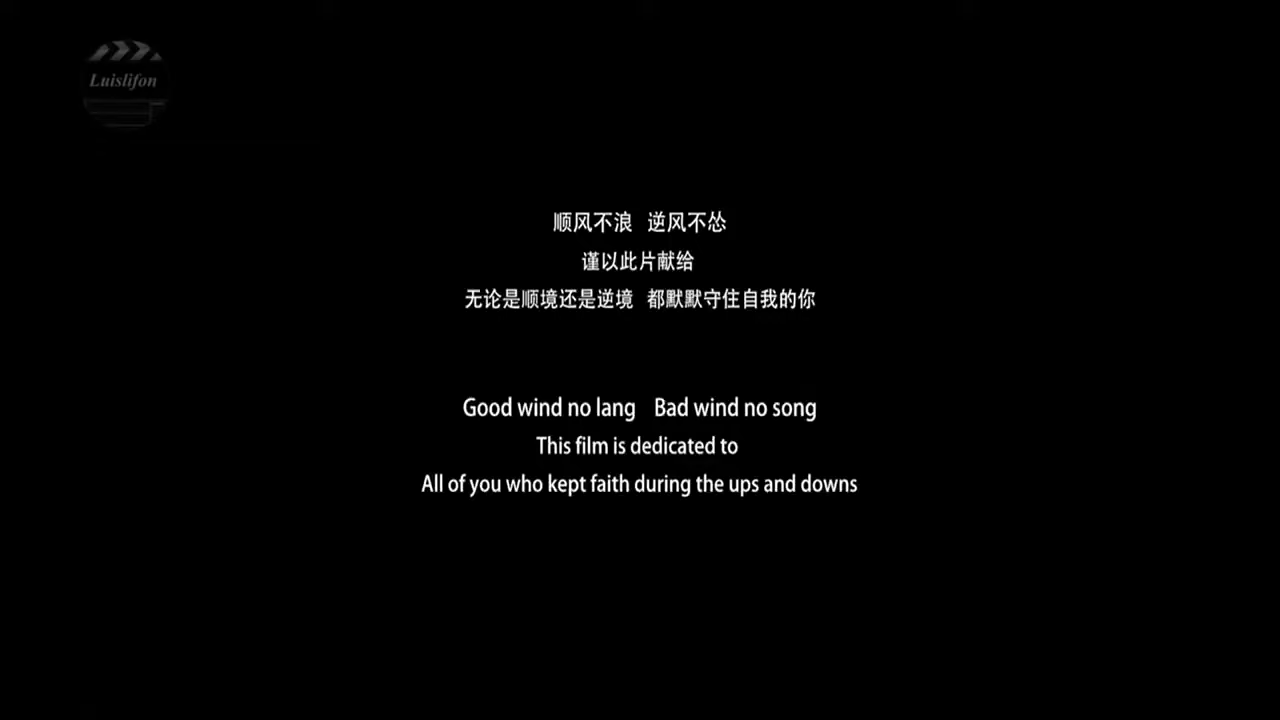 Luislifon
顺风不浪 逆风不怂
谨以此片献给
无论是顺境还是逆境 都默默守住自我的你
Good wind no lang Bad wind no song
This film is dedicated to
All of you who kept faith during the ups and downs